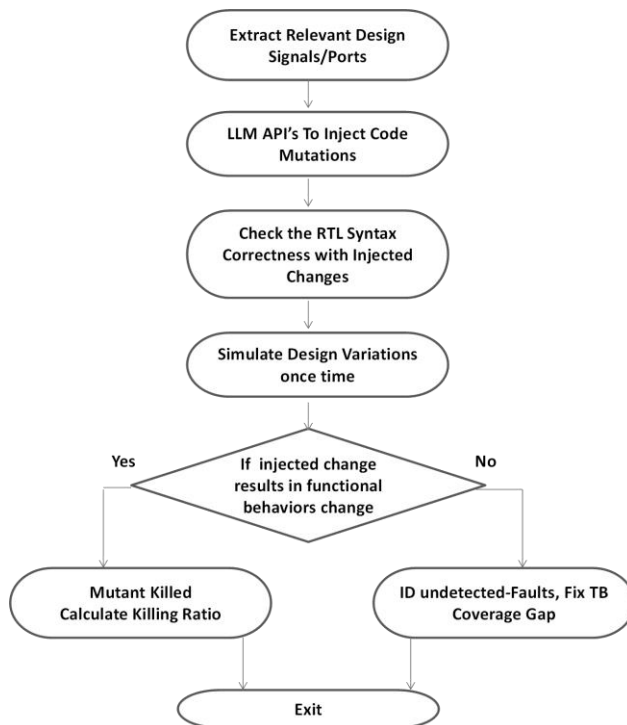 Extract Relevant Design
Signals/Ports
LLM API's To Inject Code
Mutations
Check the RTL Syntax
Correctness with Injected
Changes
Simulate Design Variations
once time
Yes
If injected change
results in functional
behaviors change
No
Mutant Killed
Calculate Killing Ratio
ID undetected-Faults, Fix TB
Coverage Gap
Exit